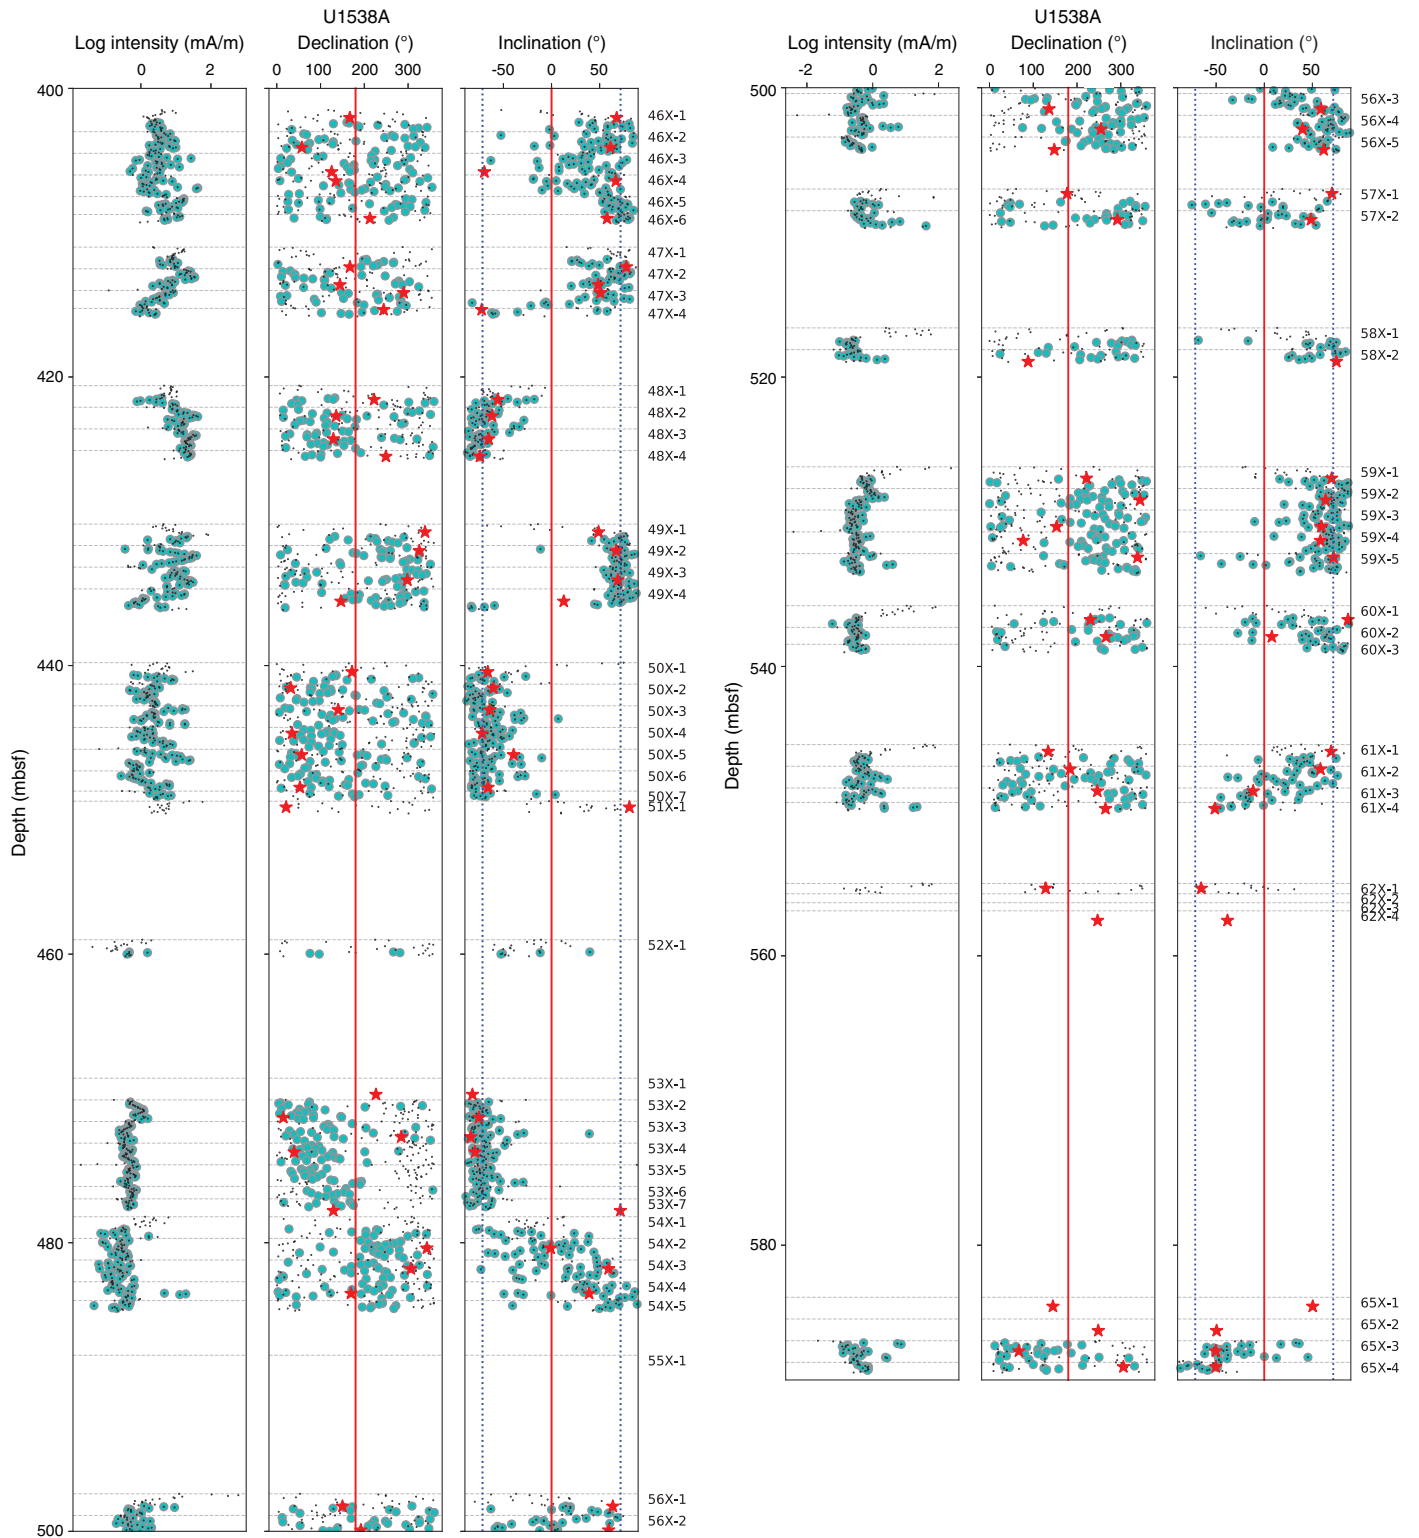 U1538A
Log intensity (mA/m) Declination (°) Inclination (°)
0 2 0 100 200 300 -50 0 50
Depth (mbsf)
400
46X-1
46X-2
46X-3
46X-4
46X-5
46X-6
47X-1
47X-2
47X-3
47X-4
420
48X-1
48X-2
48X-3
48X-4
49X-1
49X-2
49X-3
49X-4
440
50X-1
50X-2
50X-3
50X-4
50X-5
50X-6
50X-7
51X-1
52X-1
460
53X-1
53X-2
53X-3
53X-4
53X-5
53X-6
53X-7
54X-1
480
54X-2
54X-3
54X-4
54X-5
55X-1
56X-1
56X-2
500
U1538A
Log intensity (mA/m) Declination (°) Inclination (°)
-2 0 2 0 100 200 300 -50 0 50
Depth (mbsf)
500
56X-3
56X-4
56X-5
57X-1
57X-2
58X-1
58X-2
520
59X-1
59X-2
59X-3
59X-4
59X-5
60X-1
60X-2
60X-3
540
61X-1
61X-2
61X-3
61X-4
62X-1
62X-2
62X-3
62X-4
560
580
65X-1
65X-2
65X-3
65X-4